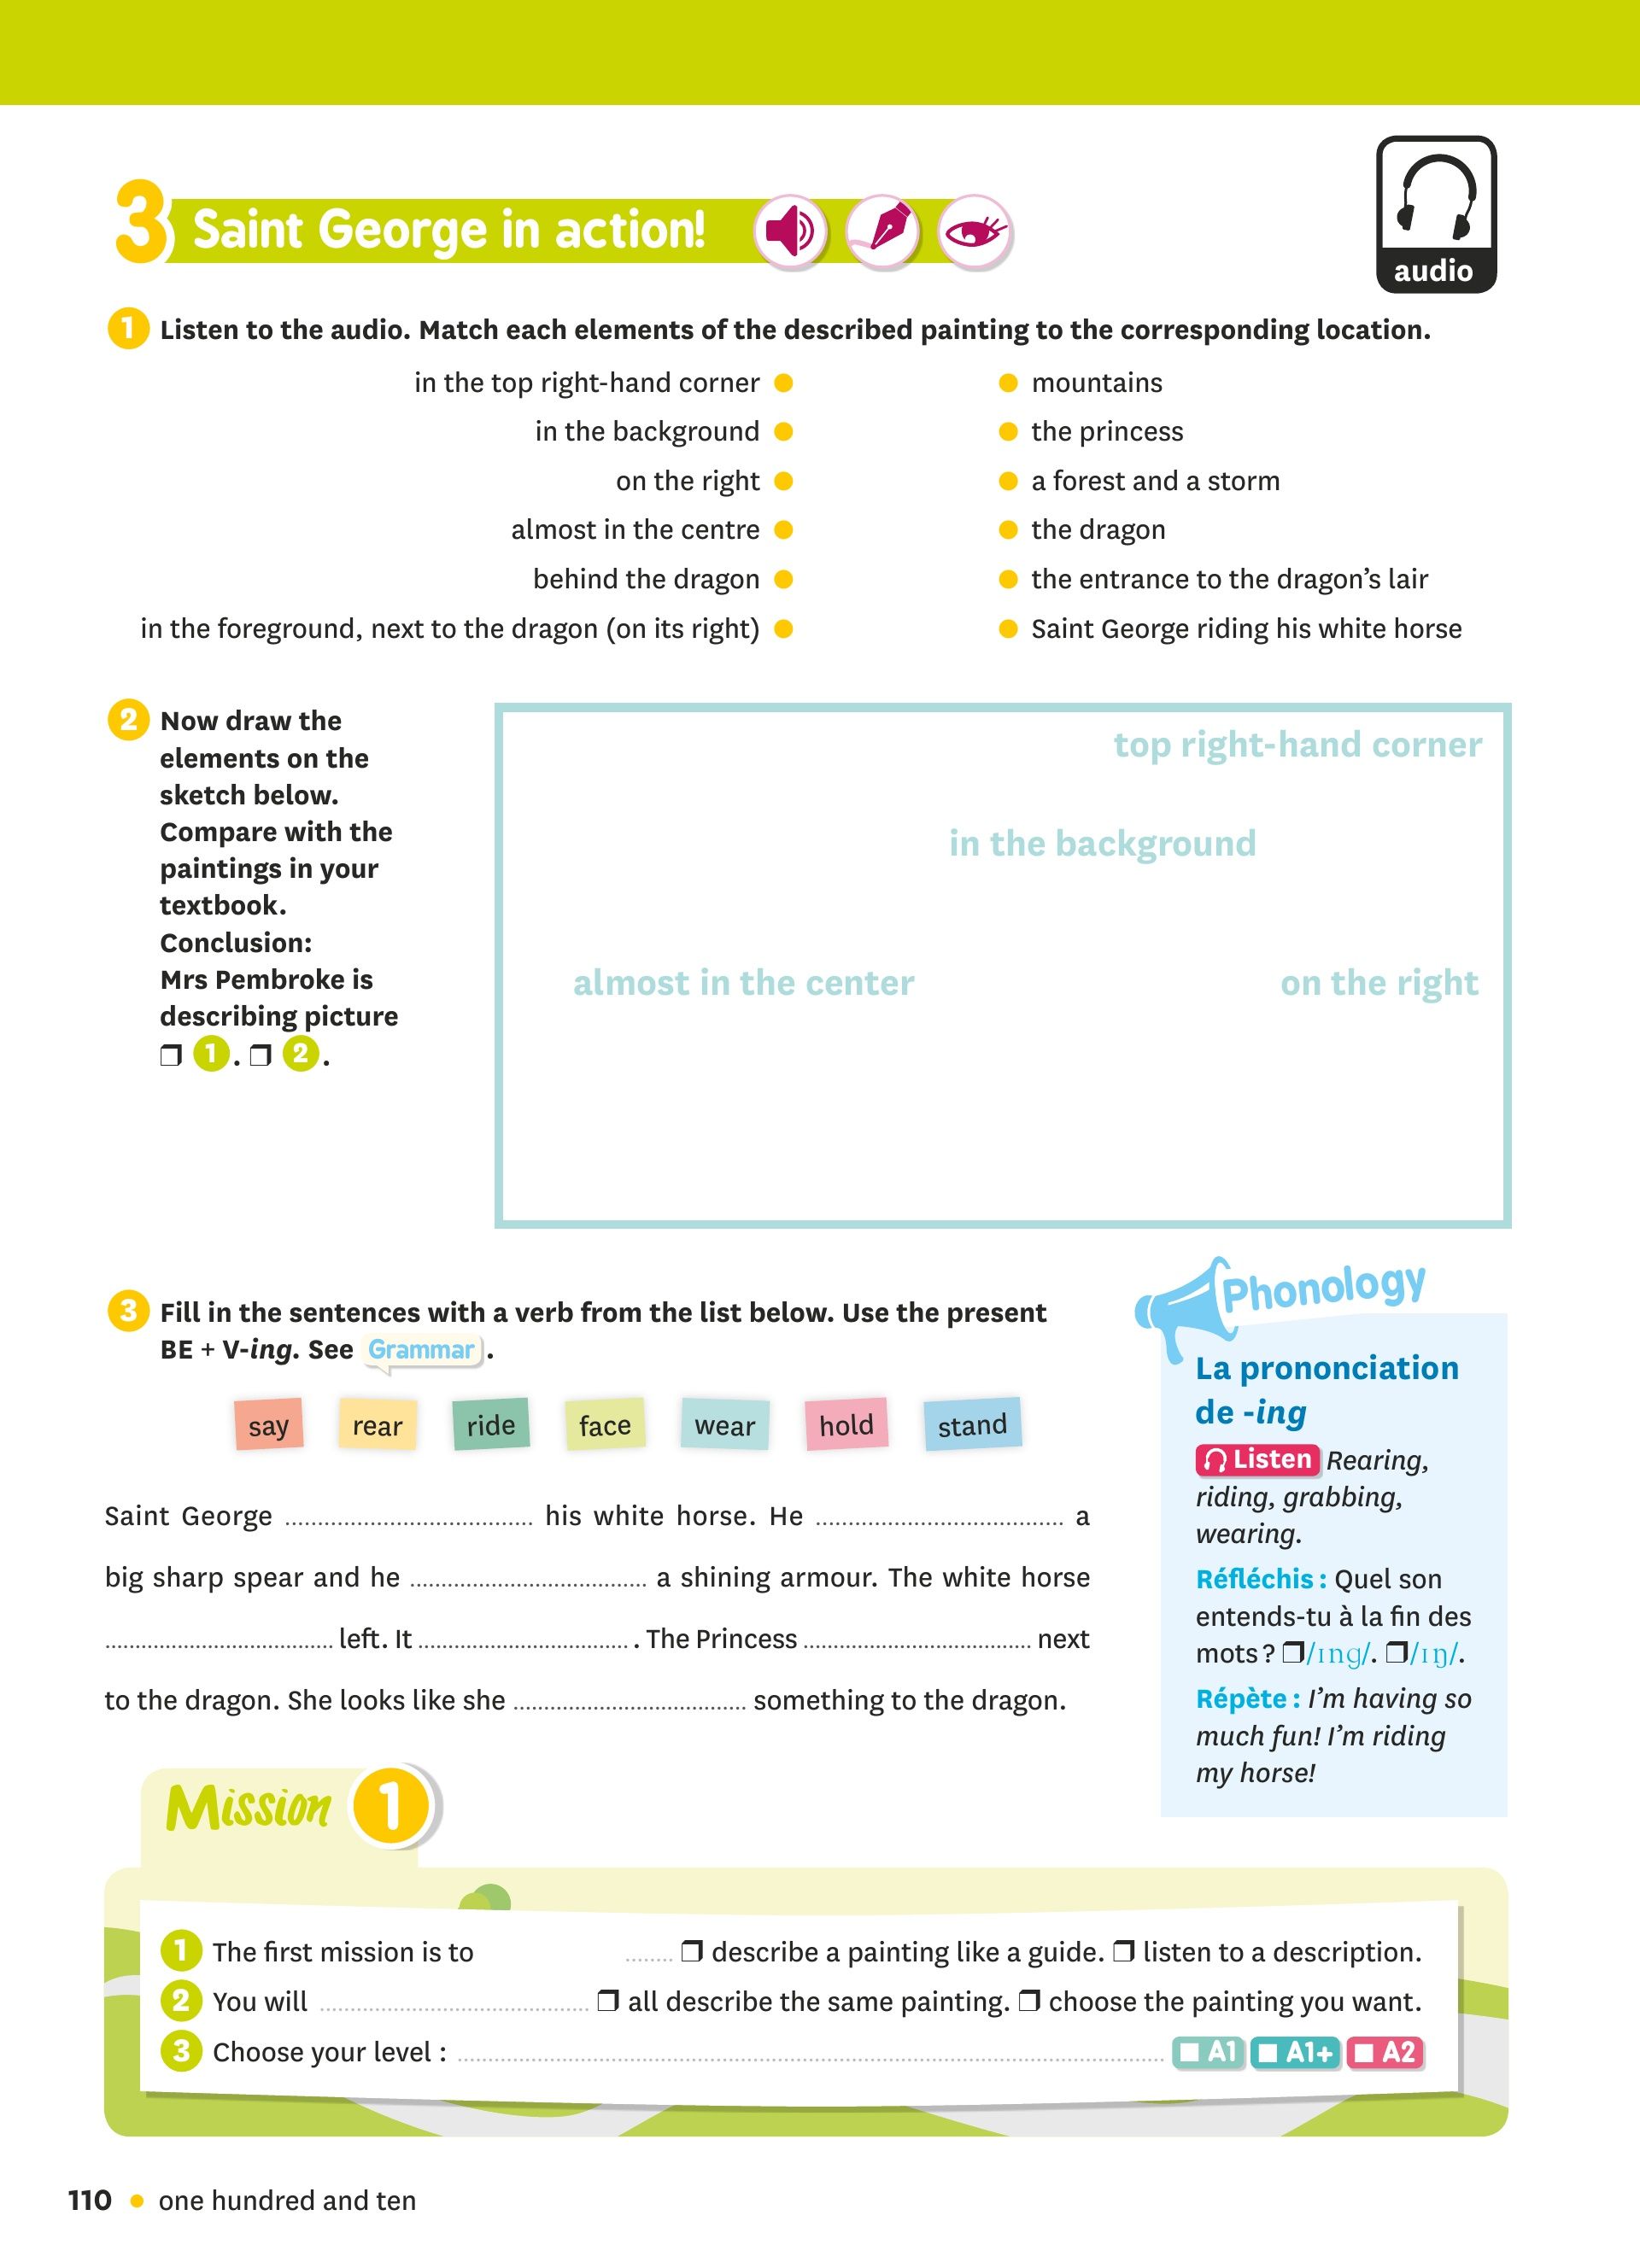 3 Saint George in action!
audio
1 Listen to the audio. Match each elements of the described painting to the corresponding location.
in the top right-hand corner ● ● mountains
in the background ● ● the princess
on the right ● ● a forest and a storm
almost in the centre ● ● the dragon
behind the dragon ● ● the entrance to the dragon’s lair
in the foreground, next to the dragon (on its right) ● ● Saint George riding his white horse
2 Now draw the
elements on the
sketch below.
Compare with the
paintings in your
textbook.
Conclusion:
Mrs Pembroke is
describing picture
❒ 1 . ❒ 2 .
top right-hand corner
in the background
almost in the center
on the right
3 Fill in the sentences with a verb from the list below. Use the present
BE + V-ing. See Grammar .
say rear ride face wear hold stand
Saint George .................................... his white horse. He .................................... a
big sharp spear and he .................................... a shining armour. The white horse
.................................... left. It .................................... . The Princess .................................... next
to the dragon. She looks like she .................................... something to the dragon.
Phonology
La prononciation
de -ing
Listen Rearing,
riding, grabbing,
wearing.
Réfléchis : Quel son
entends-tu à la fin des
mots ? ❒/ɪng/. ❒/ɪŋ/.
Répète : I’m having so
much fun! I’m riding
my horse!
Mission 1
1 The first mission is to ........ ❒ describe a painting like a guide. ❒ listen to a description.
2 You will .................................... ❒ all describe the same painting. ❒ choose the painting you want.
3 Choose your level : .................................... ■ A1 ■ A1+ ■ A2
110 ● one hundred and ten